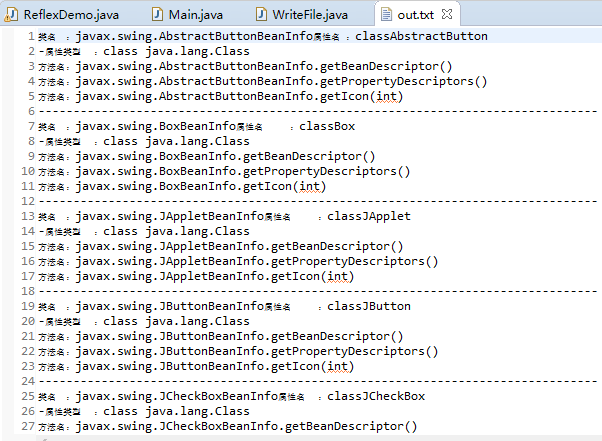 ReflexDemo.java Main.java WriteFile.java out.txt
1 类名 : javax.swing.AbstractButtonBeanInfo属性名 : classAbstractButton
2 -属性类型 : class java.lang.Class
3 方法名: javax.swing.AbstractButtonBeanInfo.getBeanDescriptor()
4 方法名: javax.swing.AbstractButtonBeanInfo.getPropertyDescriptors()
5 方法名: javax.swing.AbstractButtonBeanInfo.getIcon(int)
6 --------------------------------------------------------------------------------
7 类名 : javax.swing.BoxBeanInfo属性名 : classBox
8 -属性类型 : class java.lang.Class
9 方法名: javax.swing.BoxBeanInfo.getBeanDescriptor()
10 方法名: javax.swing.BoxBeanInfo.getPropertyDescriptors()
11 方法名: javax.swing.BoxBeanInfo.getIcon(int)
12 --------------------------------------------------------------------------------
13 类名 : javax.swing.JAppletBeanInfo属性名 : classJApplet
14 -属性类型 : class java.lang.Class
15 方法名: javax.swing.JAppletBeanInfo.getBeanDescriptor()
16 方法名: javax.swing.JAppletBeanInfo.getPropertyDescriptors()
17 方法名: javax.swing.JAppletBeanInfo.getIcon(int)
18 --------------------------------------------------------------------------------
19 类名 : javax.swing.JButtonBeanInfo属性名 : classJButton
20 -属性类型 : class java.lang.Class
21 方法名: javax.swing.JButtonBeanInfo.getBeanDescriptor()
22 方法名: javax.swing.JButtonBeanInfo.getPropertyDescriptors()
23 方法名: javax.swing.JButtonBeanInfo.getIcon(int)
24 --------------------------------------------------------------------------------
25 类名 : javax.swing.JCheckBoxBeanInfo属性名 : classJCheckBox
26 -属性类型 : class java.lang.Class
27 方法名: javax.swing.JCheckBoxBeanInfo.getBeanDescriptor()